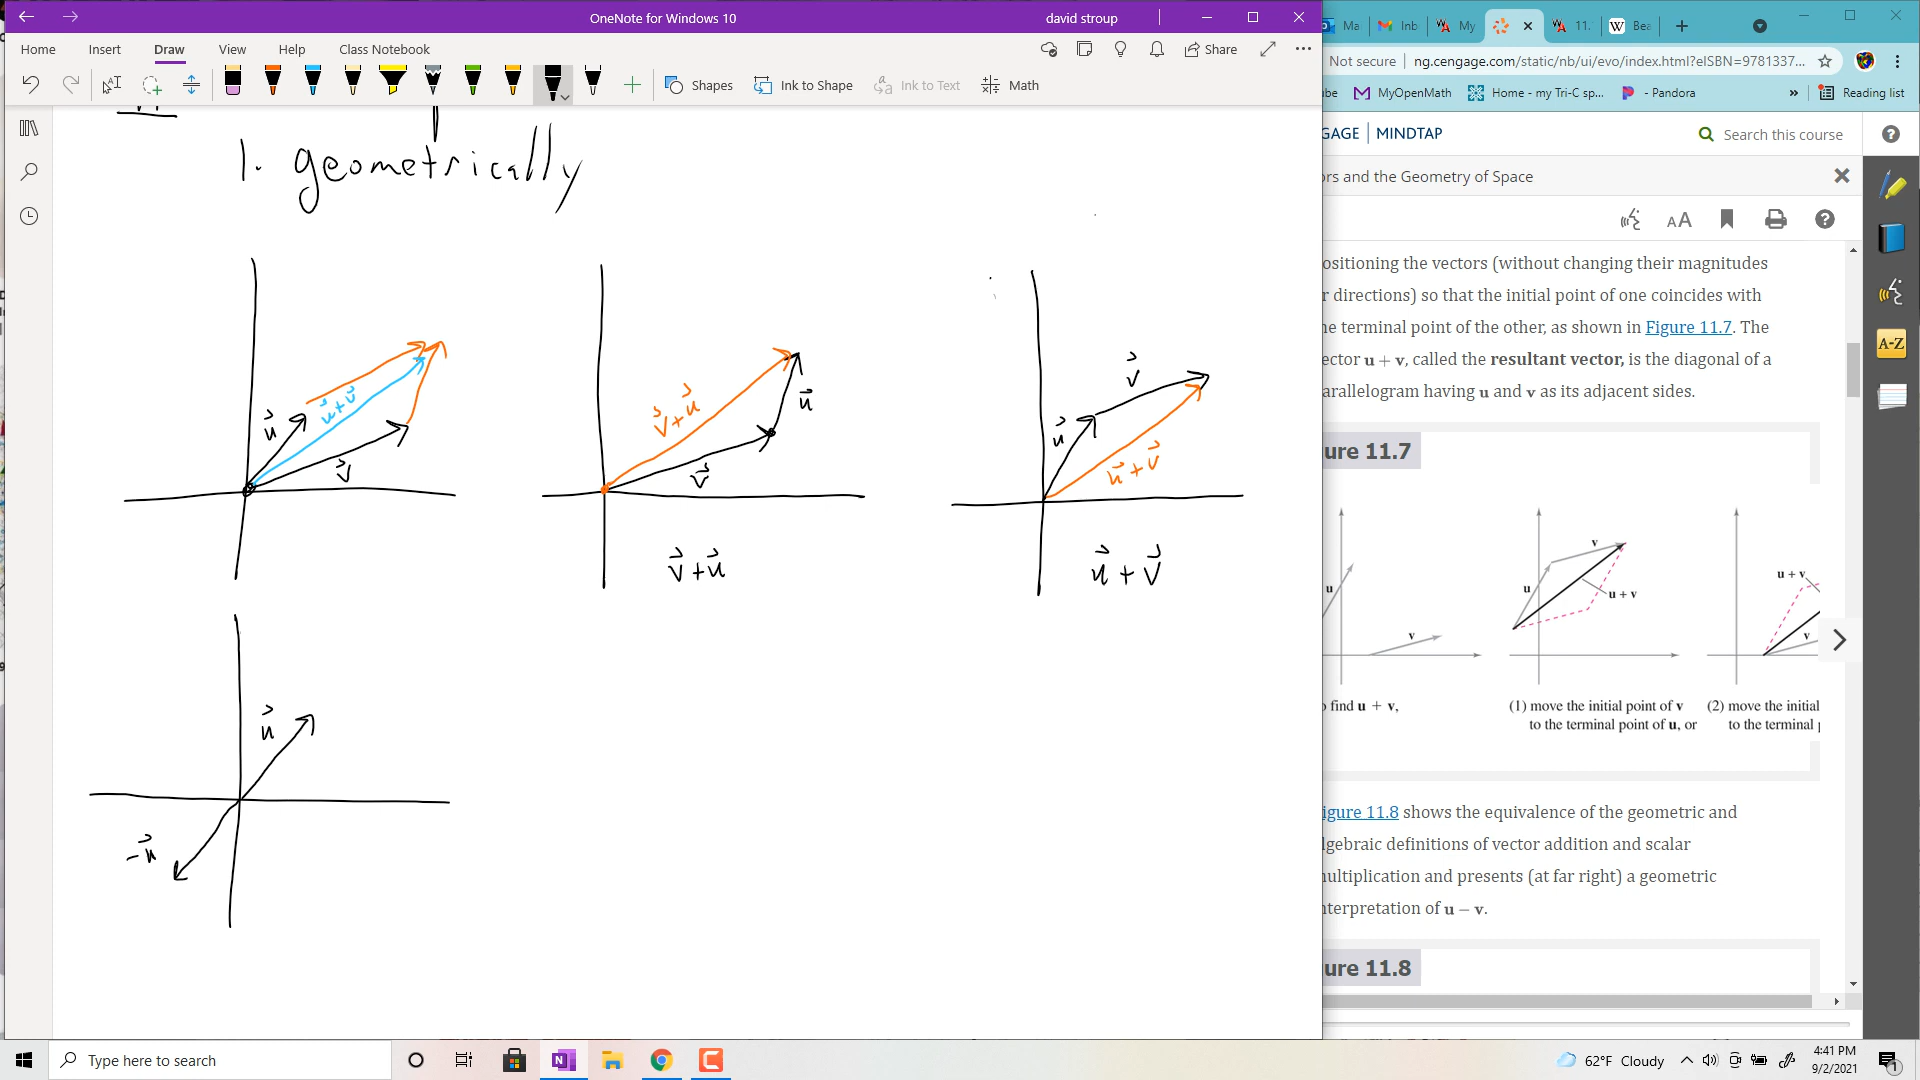 OneNote for Windows 10
david stroup
Home Insert Draw View Help Class Notebook
Share
Shapes Ink to Shape Ink to Text Math
1. geometrically
u
u+v
v
v+u
u
v
v
u
u+v
v+u
u+v
u
-u
Inb My 11. W
Not secure ng.cengage.com/static/nb/ui/evo/index.html?eISBN=9781337...
MyOpenMath Home - my Tri-C sp... - Pandora » Reading list
GAGE MINDTAP Search this course
ors and the Geometry of Space
AA
A-Z
ositioning the vectors (without changing their magnitudes
r directions) so that the initial point of one coincides with
he terminal point of the other, as shown in Figure 11.7. The
ector u + v, called the resultant vector, is the diagonal of a
arallelogram having u and v as its adjacent sides.
ure 11.7
u
v
v
u
u + v
u + v
v
o find u + v,
(1) move the initial point of v
to the terminal point of u, or
(2) move the initial
to the terminal
igure 11.8 shows the equivalence of the geometric and
lgebraic definitions of vector addition and scalar
ultiplication and presents (at far right) a geometric
nterpretation of u − v.
ure 11.8
Type here to search
62°F Cloudy
4:41 PM
9/2/2021
1